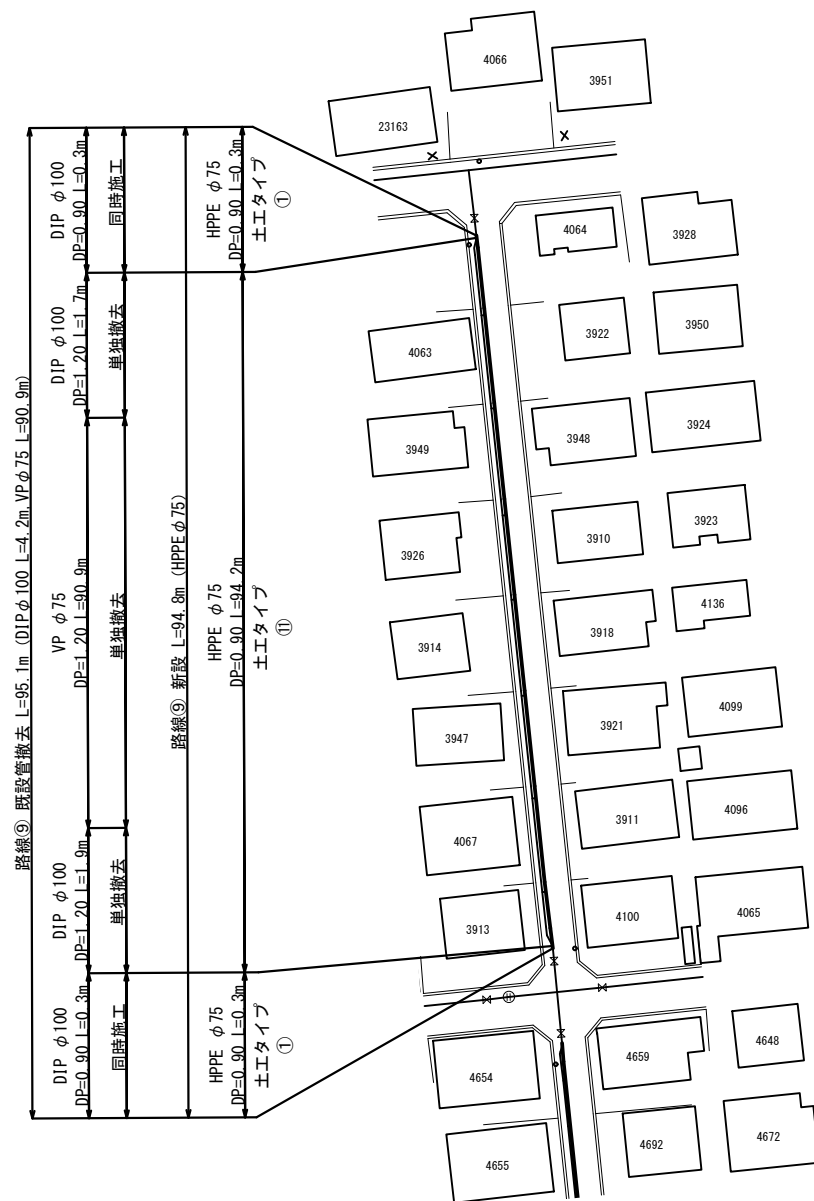 路線⑨ 既設管撤去 L=95.1m (DIPφ100 L=4.2m,VPφ75 L=90.9m)
DIP φ100
DP=0.90 L=0.3m
同時施工
DIP φ100
DP=1.20 L=1.7m
単独撤去
VP φ75
DP=1.20 L=90.9m
単独撤去
DIP φ100
DP=1.20 L=1.9m
単独撤去
DIP φ100
DP=0.90 L=0.3m
同時施工
路線⑨ 新設 L=94.8m (HPPEφ75)
HPPE φ75
DP=0.90 L=0.3m
土工タイプ
①
HPPE φ75
DP=0.90 L=94.2m
土工タイプ
⑪
HPPE φ75
DP=0.90 L=0.3m
土工タイプ
①
4066
3951
23163
4064
3928
4063
3922
3950
3949
3948
3924
3926
3910
3923
3914
3918
4136
3947
3921
4099
4067
3911
4096
3913
4100
4065
4654
4659
4648
4655
4692
4672